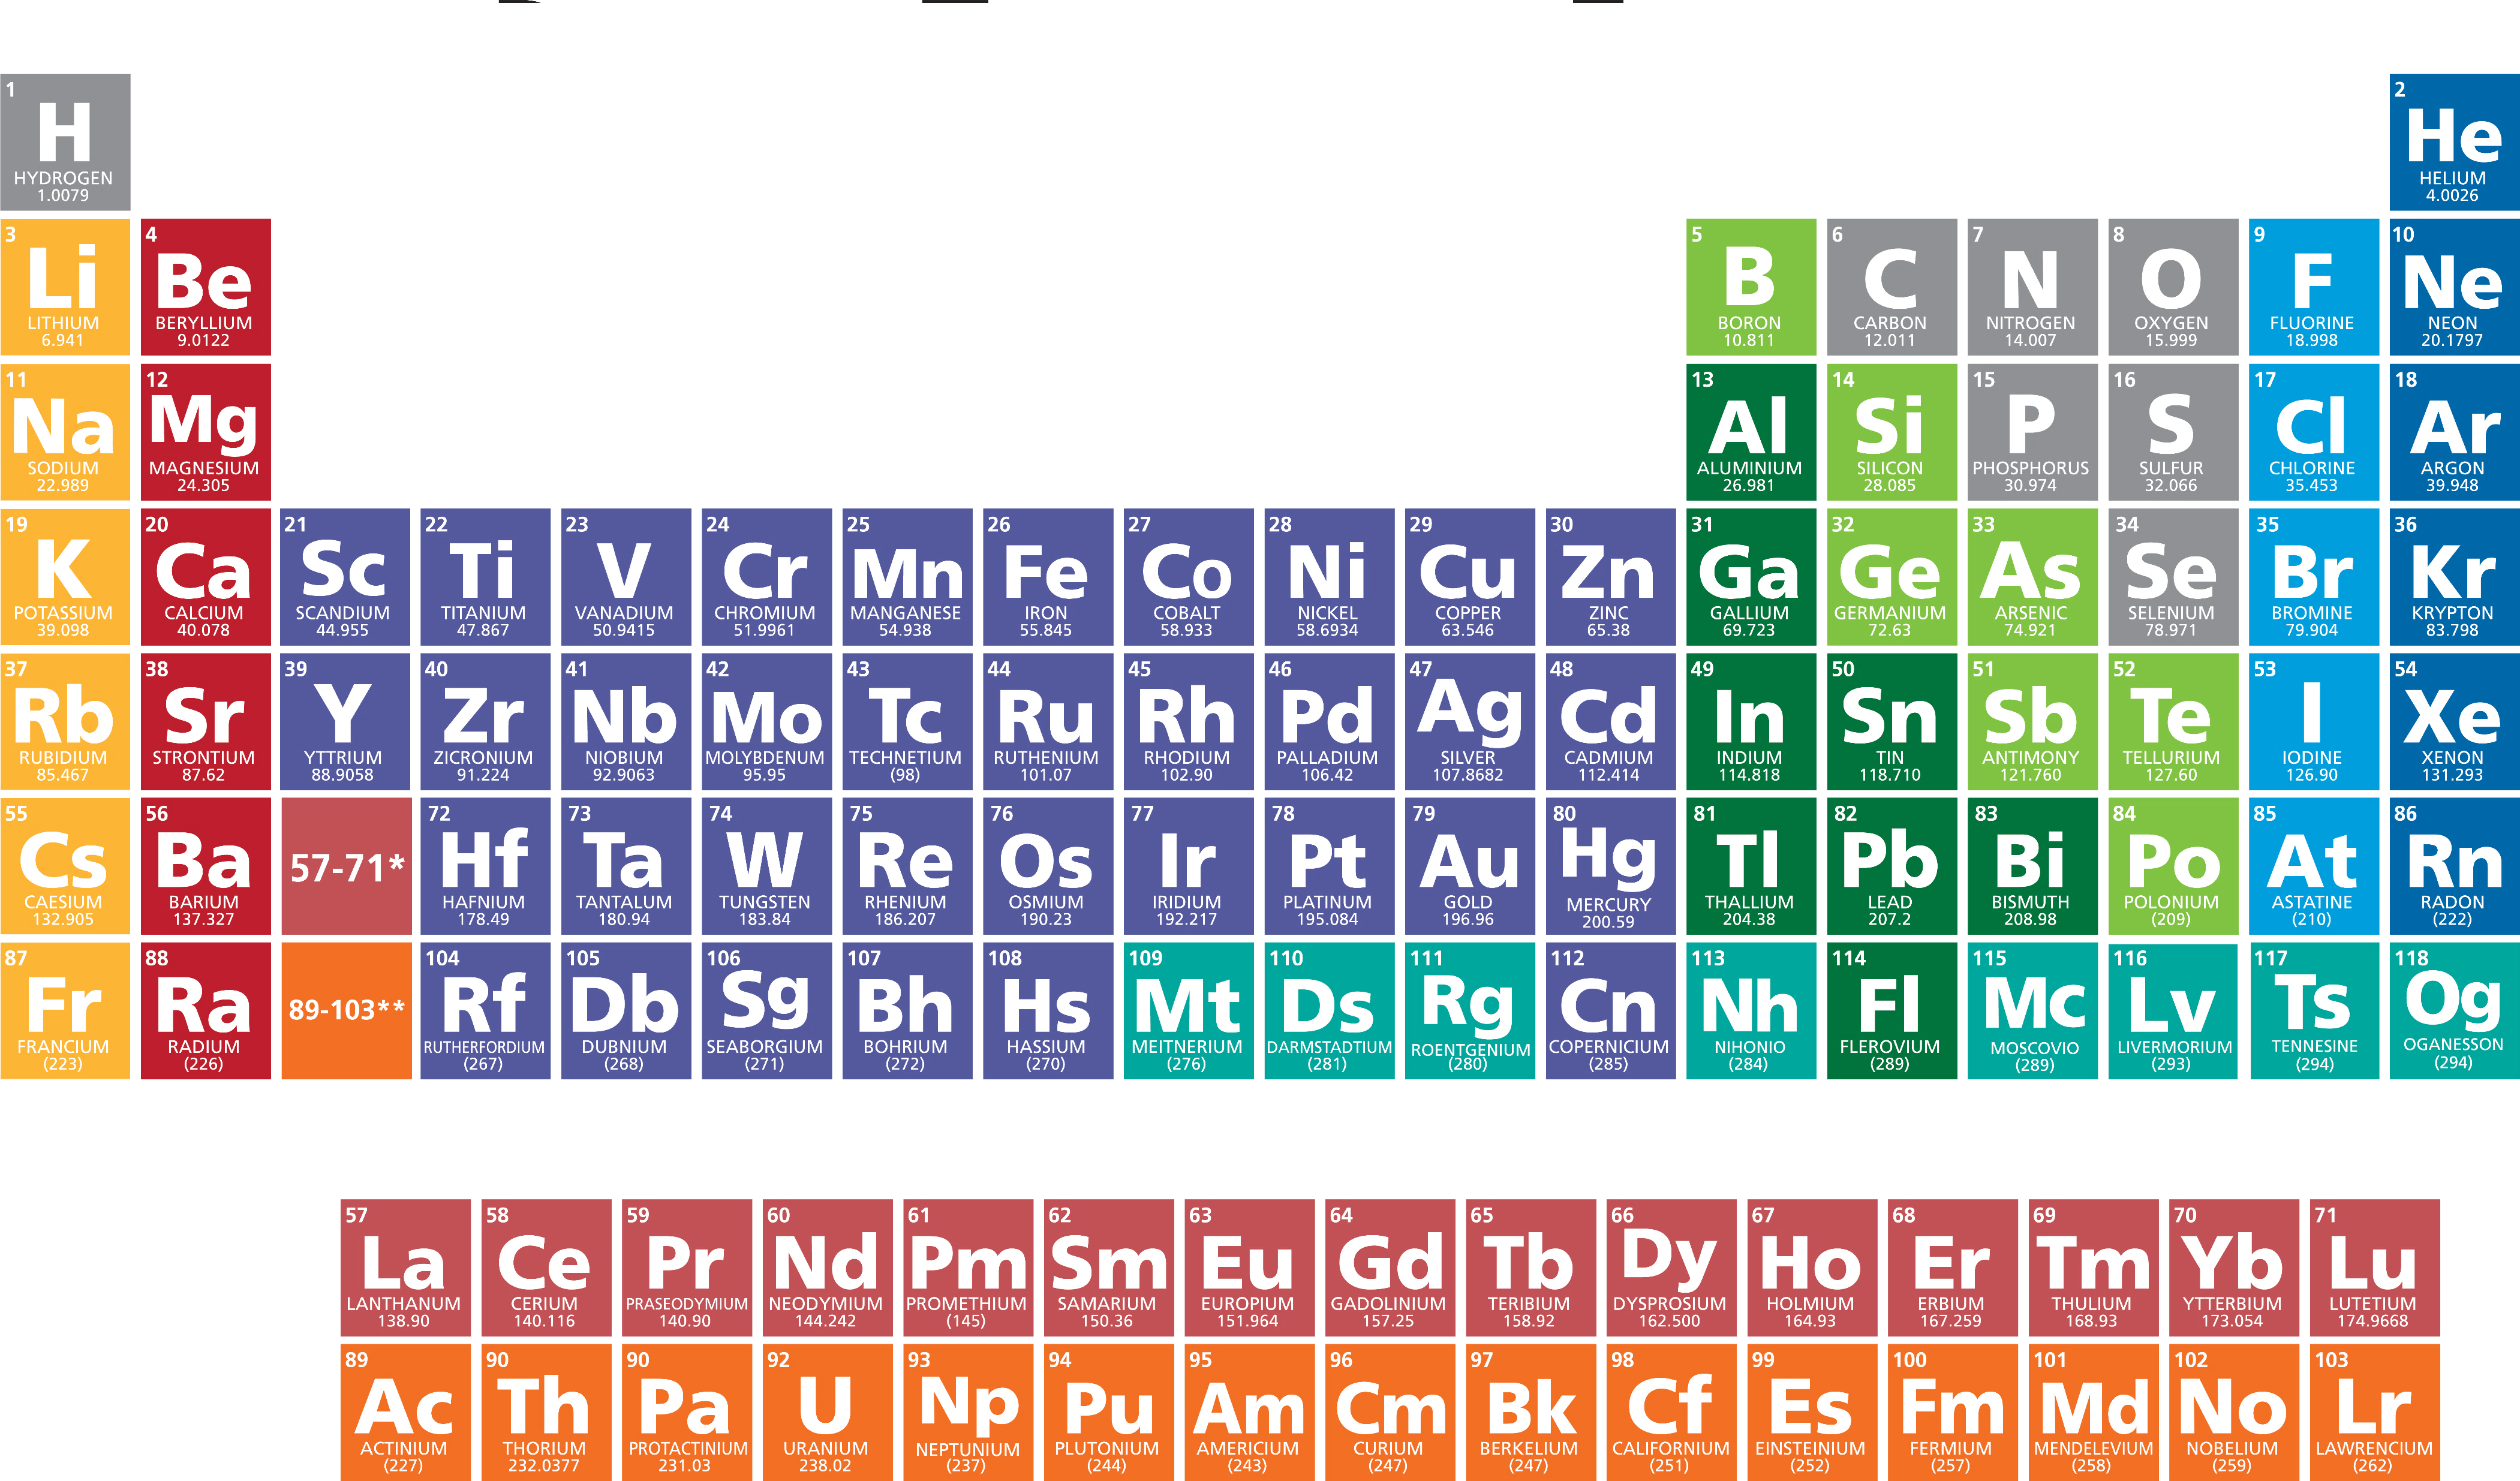 1
H
HYDROGEN
1.0079
2
He
HELIUM
4.0026
3
Li
LITHIUM
6.941
4
Be
BERYLLIUM
9.0122
5
B
BORON
10.811
6
C
CARBON
12.011
7
N
NITROGEN
14.007
8
O
OXYGEN
15.999
9
F
FLUORINE
18.998
10
Ne
NEON
20.1797
11
Na
SODIUM
22.989
12
Mg
MAGNESIUM
24.305
13
Al
ALUMINIUM
26.981
14
Si
SILICON
28.085
15
P
PHOSPHORUS
30.974
16
S
SULFUR
32.066
17
Cl
CHLORINE
35.453
18
Ar
ARGON
39.948
19
K
POTASSIUM
39.098
20
Ca
CALCIUM
40.078
21
Sc
SCANDIUM
44.955
22
Ti
TITANIUM
47.867
23
V
VANADIUM
50.9415
24
Cr
CHROMIUM
51.9961
25
Mn
MANGANESE
54.938
26
Fe
IRON
55.845
27
Co
COBALT
58.933
28
Ni
NICKEL
58.6934
29
Cu
COPPER
63.546
30
Zn
ZINC
65.38
31
Ga
GALLIUM
69.723
32
Ge
GERMANIUM
72.63
33
As
ARSENIC
74.921
34
Se
SELENIUM
78.971
35
Br
BROMINE
79.904
36
Kr
KRYPTON
83.798
37
Rb
RUBIDIUM
85.467
38
Sr
STRONTIUM
87.62
39
Y
YTTRIUM
88.9058
40
Zr
ZICRONIUM
91.224
41
Nb
NIOBIUM
92.9063
42
Mo
MOLYBDENUM
95.95
43
Tc
TECHNETIUM
(98)
44
Ru
RUTHENIUM
101.07
45
Rh
RHODIUM
102.90
46
Pd
PALLADIUM
106.42
47
Ag
SILVER
107.8682
48
Cd
CADMIUM
112.414
49
In
INDIUM
114.818
50
Sn
TIN
118.710
51
Sb
ANTIMONY
121.760
52
Te
TELLURIUM
127.60
53
I
IODINE
126.90
54
Xe
XENON
131.293
55
Cs
CAESIUM
132.905
56
Ba
BARIUM
137.327
57-71*
72
Hf
HAFNIUM
178.49
73
Ta
TANTALUM
180.94
74
W
TUNGSTEN
183.84
75
Re
RHENIUM
186.207
76
Os
OSMIUM
190.23
77
Ir
IRIDIUM
192.217
78
Pt
PLATINUM
195.084
79
Au
GOLD
196.96
80
Hg
MERCURY
200.59
81
Tl
THALLIUM
204.38
82
Pb
LEAD
207.2
83
Bi
BISMUTH
208.98
84
Po
POLONIUM
(209)
85
At
ASTATINE
(210)
86
Rn
RADON
(222)
87
Fr
FRANCIUM
(223)
88
Ra
RADIUM
(226)
89-103**
104
Rf
RUTHERFORDIUM
(267)
105
Db
DUBNIUM
(268)
106
Sg
SEABORGIUM
(271)
107
Bh
BOHRIUM
(272)
108
Hs
HASSIUM
(270)
109
Mt
MEITNERIUM
(276)
110
Ds
DARMSTADTIUM
(281)
111
Rg
ROENTGENIUM
(280)
112
Cn
COPERNICIUM
(285)
113
Nh
NIHONIO
(284)
114
Fl
FLEROVIUM
(289)
115
Mc
MOSCOVIO
(289)
116
Lv
LIVERMORIUM
(293)
117
Ts
TENNESINE
(294)
118
Og
OGANESSON
(294)
57
La
LANTHANUM
138.90
58
Ce
CERIUM
140.116
59
Pr
PRASEODYMIUM
140.90
60
Nd
NEODYMIUM
144.242
61
Pm
PROMETHIUM
(145)
62
Sm
SAMARIUM
150.36
63
Eu
EUROPIUM
151.964
64
Gd
GADOLINIUM
157.25
65
Tb
TERIBIUM
158.92
66
Dy
DYSPROSIUM
162.500
67
Ho
HOLMIUM
164.93
68
Er
ERBIUM
167.259
69
Tm
THULIUM
168.93
70
Yb
YTTERBIUM
173.054
71
Lu
LUTETIUM
174.9668
89
Ac
ACTINIUM
(227)
90
Th
THORIUM
232.0377
90
Pa
PROTACTINIUM
231.03
92
U
URANIUM
238.02
93
Np
NEPTUNIUM
(237)
94
Pu
PLUTONIUM
(244)
95
Am
AMERICIUM
(243)
96
Cm
CURIUM
(247)
97
Bk
BERKELIUM
(247)
98
Cf
CALIFORNIUM
(251)
99
Es
EINSTEINIUM
(252)
100
Fm
FERMIUM
(257)
101
Md
MENDELEVIUM
(258)
102
No
NOBELIUM
(259)
103
Lr
LAWRENCIUM
(262)